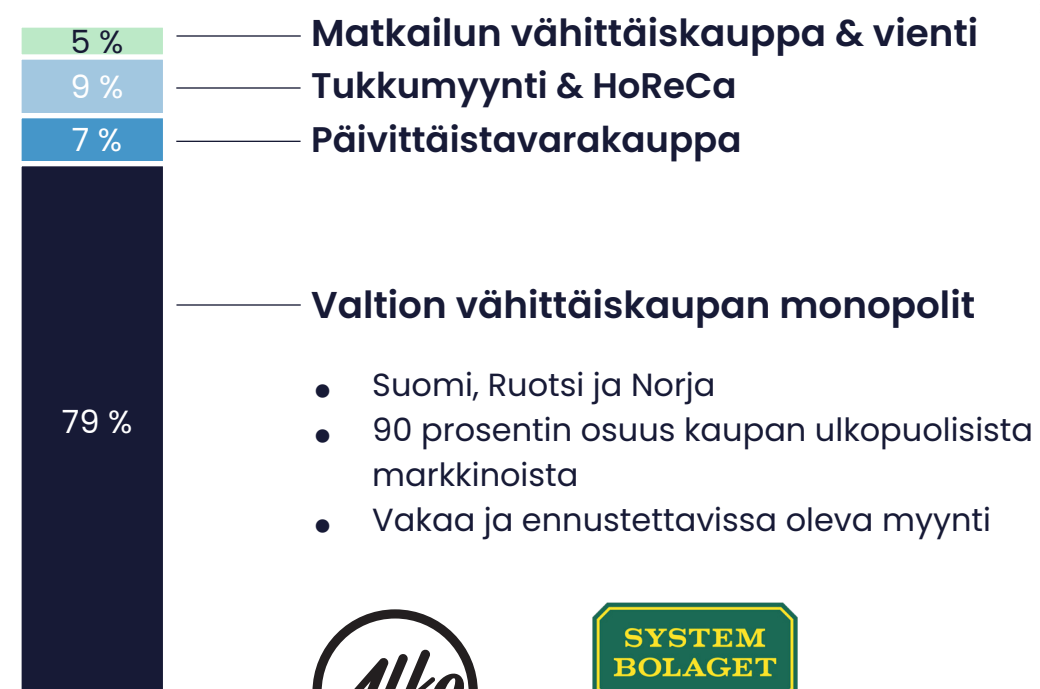 5 % Matkailun vähittäiskauppa & vienti
9 % Tukkumyynti & HoReCa
7 % Päivittäistavarakauppa
Valtion vähittäiskaupan monopolit
Suomi, Ruotsi ja Norja
79 %
90 prosentin osuus kaupan ulkopuolisista
markkinoista
Vakaa ja ennustettavissa oleva myynti
Alko
SYSTEM
BOLAGET